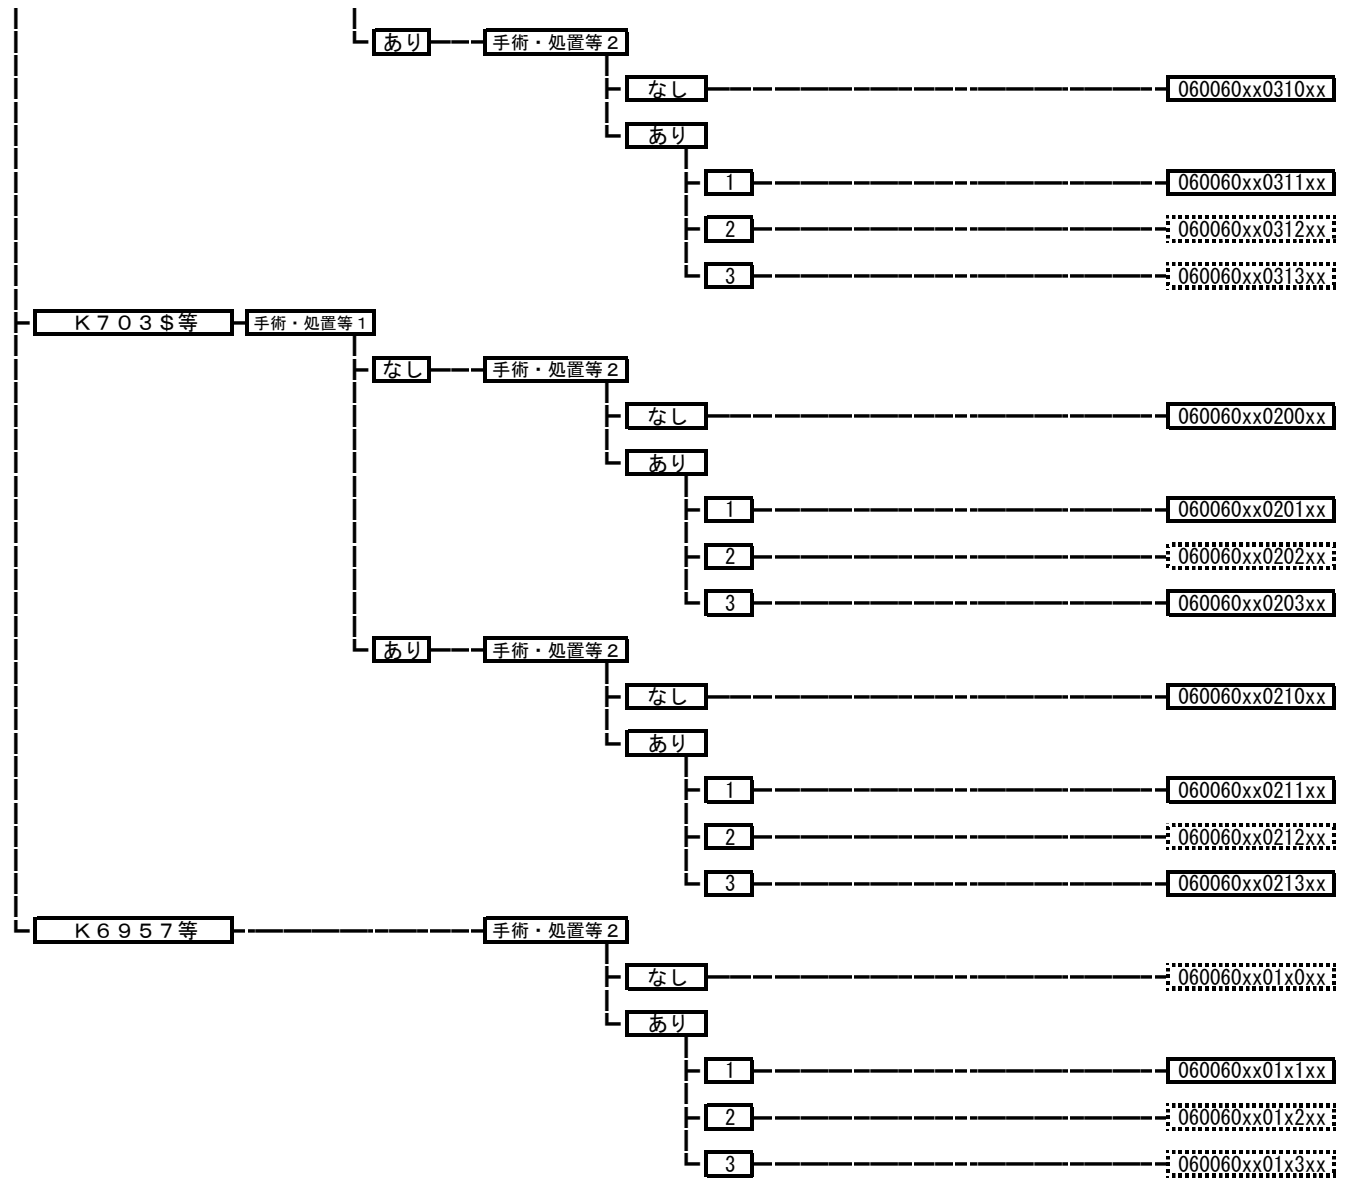 あり 手術・処置等２
なし 060060xx0310xx
あり
1 060060xx0311xx
2 060060xx0312xx
3 060060xx0313xx
Ｋ７０３＄等 手術・処置等１
なし 手術・処置等２
なし 060060xx0200xx
あり
1 060060xx0201xx
2 060060xx0202xx
3 060060xx0203xx
あり 手術・処置等２
なし 060060xx0210xx
あり
1 060060xx0211xx
2 060060xx0212xx
3 060060xx0213xx
Ｋ６９５７等 手術・処置等２
なし 060060xx01x0xx
あり
1 060060xx01x1xx
2 060060xx01x2xx
3 060060xx01x3xx